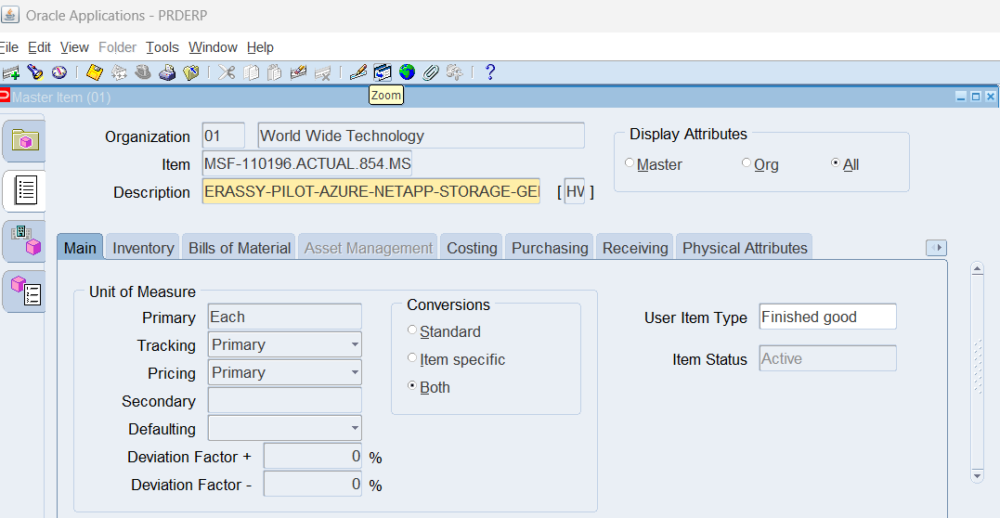 Oracle Applications - PRDERP
File Edit View Folder Tools Window Help
Zoom
Master Item (01)
Organization 01 World Wide Technology
Item MSF-110196.ACTUAL.854.MS
Description ERASSY-PILOT-AZURE-NETAPP-STORAGE-GE [ HW ]
Display Attributes
Master Org All
Main Inventory Bills of Material Asset Management Costing Purchasing Receiving Physical Attributes
Unit of Measure
Primary Each
Tracking Primary
Pricing Primary
Secondary
Defaulting
Deviation Factor + 0 %
Deviation Factor - 0 %
Conversions
Standard
Item specific
Both
User Item Type Finished good
Item Status Active